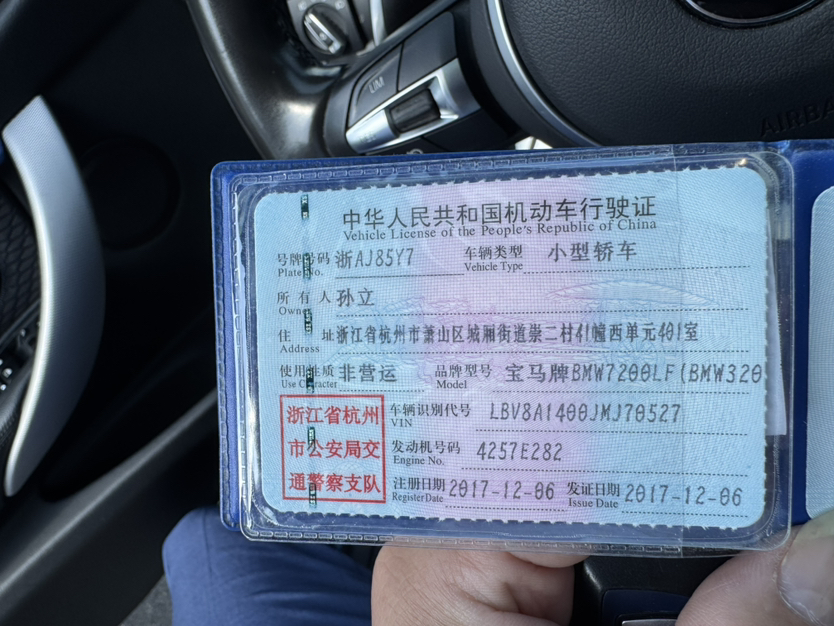 LIM
AIRBA
中华人民共和国机动车行驶证
Vehicle License of the People's Republic of China
号牌号码 浙AJ85Y7 车辆类型 小型轿车
Plate No. Vehicle Type
所有人 孙立
Owner
住址 浙江省杭州市萧山区城厢街道崇二村41幢西单元401室
Address
使用性质 非营运 品牌型号 宝马牌BMW7200LF(BMW320
Use Character Model
浙江省杭州
市公安局交
通警察支队
车辆识别代号 LBV8A1400JMJ70527
VIN
发动机号码 4257E282
Engine No.
注册日期 2017-12-06 发证日期 2017-12-06
Register Date Issue Date